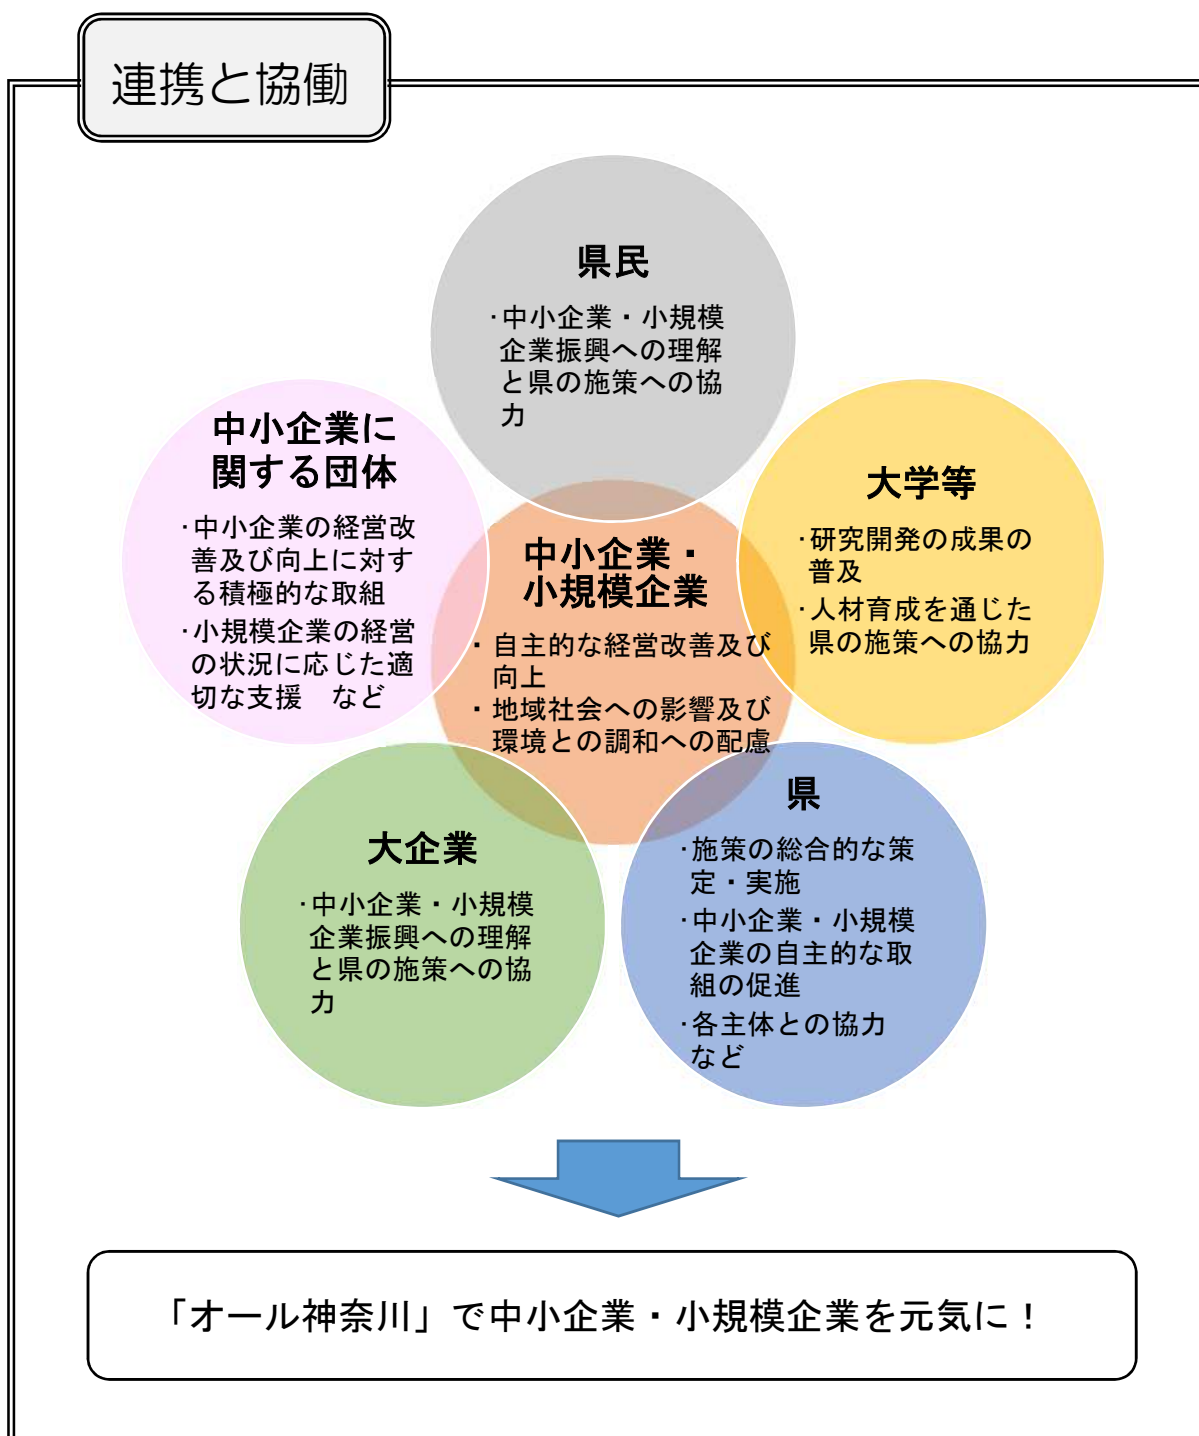 連携と協働
県民
・中小企業・小規模
企業振興への理解
と県の施策への協
力
中小企業に
関する団体
・中小企業の経営改
善及び向上に対す
る積極的な取組
・小規模企業の経営
の状況に応じた適
切な支援　など
中小企業・
小規模企業
・自主的な経営改善及び
向上
・地域社会への影響及び
環境との調和への配慮
大学等
・研究開発の成果の
普及
・人材育成を通じた
県の施策への協力
大企業
・中小企業・小規模
企業振興への理解
と県の施策への協
力
県
・施策の総合的な策
定・実施
・中小企業・小規模
企業の自主的な取
組の促進
・各主体との協力
など
「オール神奈川」で中小企業・小規模企業を元気に！